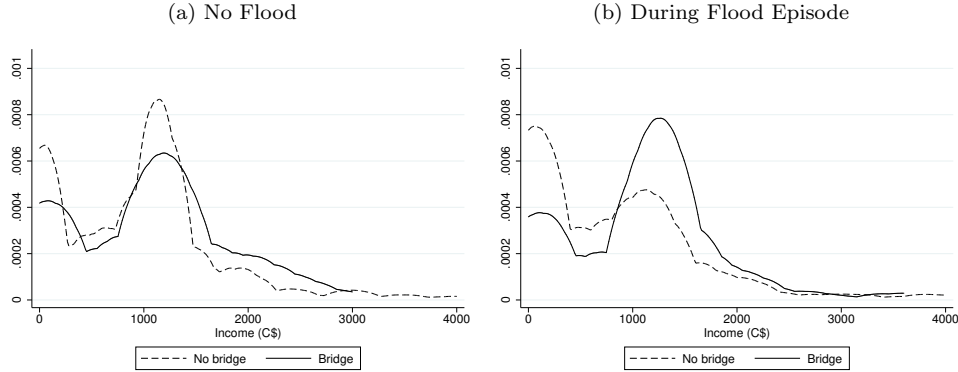 (a) No Flood
.001
.0008
.0006
.0004
.0002
0
0 1000 2000 3000 4000
Income (C$)
No bridge Bridge
(b) During Flood Episode
.001
.0008
.0006
.0004
.0002
0
0 1000 2000 3000 4000
Income (C$)
No bridge Bridge